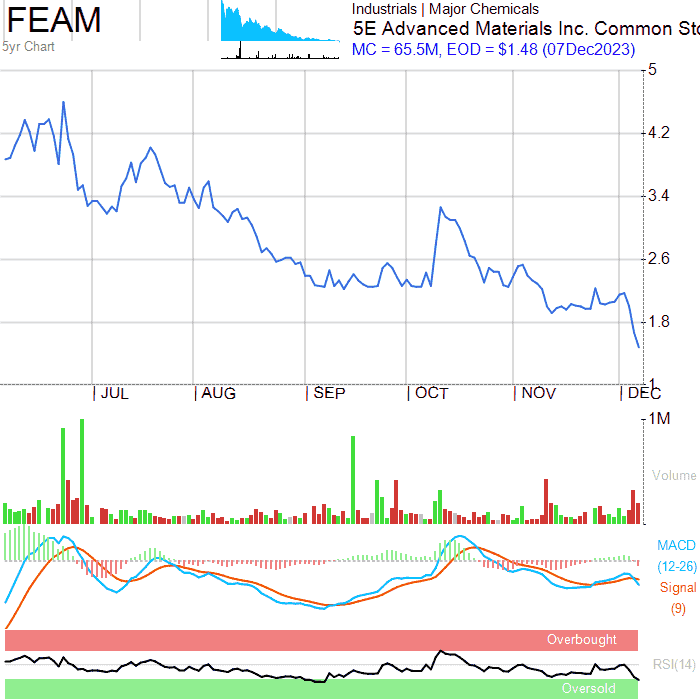 FEAM
5yr Chart
Industrials | Major Chemicals
5E Advanced Materials Inc. Common Sto
MC = 65.5M, EOD = $1.48 (07Dec2023)
5
4.2
3.4
2.6
1.8
1
JUL AUG SEP OCT NOV DEC
1M
Volume
MACD
(12-26)
Signal
(9)
Overbought
RSI(14)
Oversold